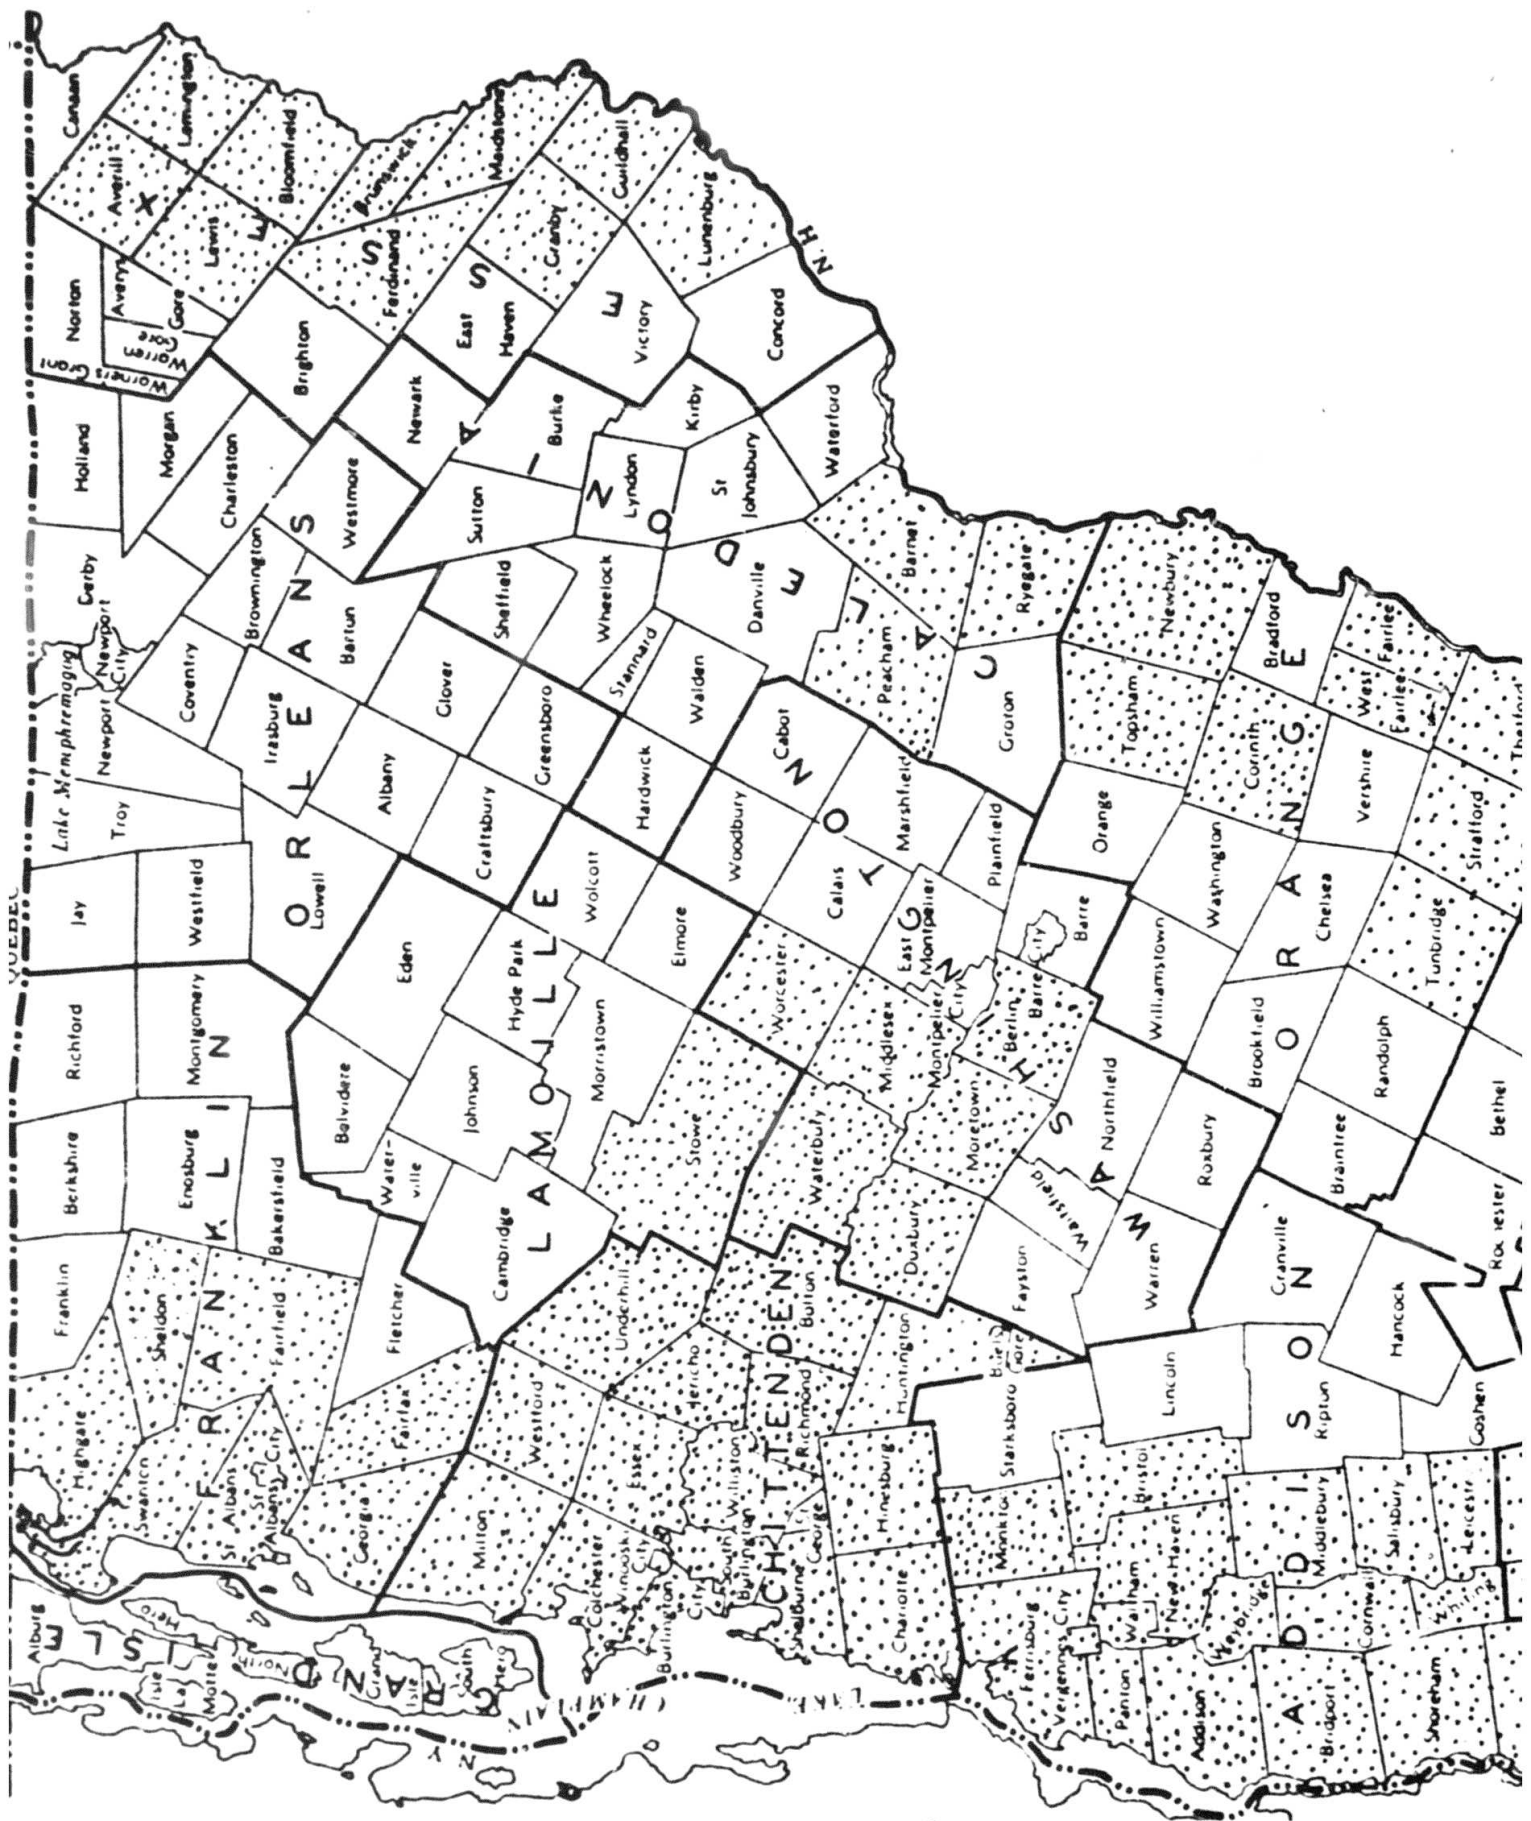 QUEBEC
Canaan
Lemington
Averill
Bloomfield
Lewis
Brunswick
Maidstone
Ferdinand
Granby
Guildhall
Lunenburg
Norton
Averys
Gore
Warren
Gore
Warners Grant
Brighton
East
Haven
Victory
Concord
N H
ESSEX
Holland
Morgan
Charleston
Westmore
Newark
Burke
Kirby
Waterford
Sutton
Lyndon
St
Johnsbury
Derby
Newport
City
Brownington
Barton
Sheffield
Wheelock
Danville
Barnet
Ryegate
Newbury
Bradford
Fairlee
West
Fairlee
Lake Memphremagog
Newport
Coventry
Irasburg
Glover
Greensboro
Stannard
Walden
Peacham
Groton
Topsham
Corinth
Vershire
Strafford
Thetford
CALEDONIA
ORLEANS
Troy
Albany
Craftsbury
Hardwick
Woodbury
Cabot
Marshfield
Plainfield
Orange
Washington
Chelsea
Tunbridge
ORANGE
Jay
Westfield
Lowell
Eden
Hyde Park
Wolcott
Elmore
Worcester
Calais
East
Montpelier
Barre
City
Barre
Williamstown
Brookfield
Randolph
Richford
Montgomery
Belvidere
Johnson
Morristown
Stowe
Middlesex
Montpelier
City
Berlin
Barre
Northfield
Roxbury
Braintree
Bethel
WASHINGTON
LAMOILLE
Berkshire
Enosburg
Bakersfield
Water-
ville
Cambridge
Waterbury
Moretown
Duxbury
Waitsfield
Fayston
Warren
Granville
Hancock
Rochester
Franklin
Sheldon
Fairfield
Fletcher
Underhill
Bolton
Huntington
Buels
Gore
Lincoln
Ripton
Goshen
FRANKLIN
Highgate
Swanton
St Albans
St
Albans City
Fairfax
Georgia
Westford
Jericho
Essex
Richmond
Williston
Starksboro
Bristol
Middlebury
Salisbury
Leicester
Milton
Colchester
Winooski
City
Burlington
City
South
Burlington
Shelburne
St
George
Hinesburg
Charlotte
CHITTENDEN
Monkton
New Haven
Waltham
Weybridge
Cornwall
Whiting
Ferrisburg
Vergennes City
Panton
Addison
Bridport
Shoreham
ADDISON
Alburg
Isle
La
Motte
North
Hero
Grand
Isle
South
Hero
GRAND ISLE
LAKE CHAMPLAIN
N Y